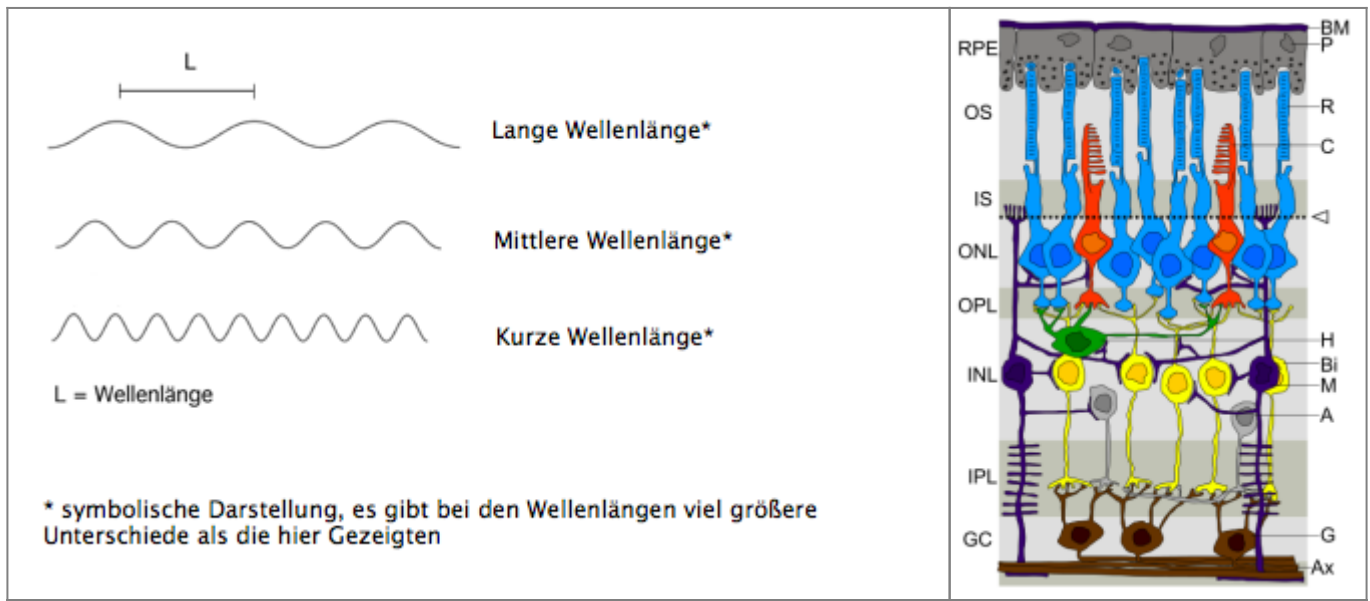 L
Lange Wellenlänge*
Mittlere Wellenlänge*
Kurze Wellenlänge*
L = Wellenlänge
* symbolische Darstellung, es gibt bei den Wellenlängen viel größere
Unterschiede als die hier Gezeigten
BM
RPE
P
OS
R
C
IS
ONL
OPL
H
Bi
INL
M
A
IPL
GC
G
Ax